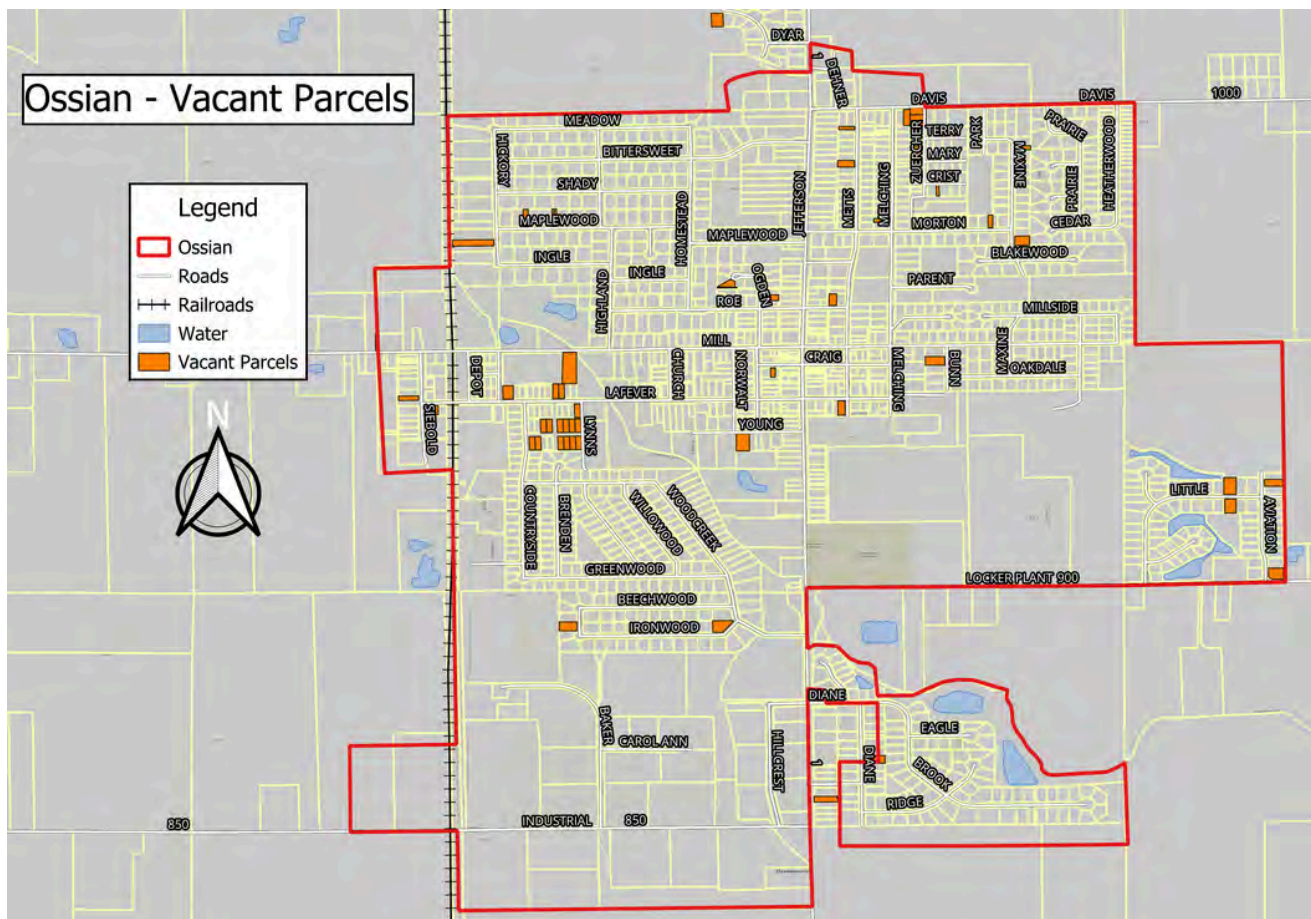 Ossian - Vacant Parcels
Legend
Ossian
Roads
Railroads
Water
Vacant Parcels
N
DYAR
1
DEHNER
DAVIS
DAVIS
1000
MEADOW
HICKORY
BITTERSWEET
SHADY
MAPLEWOOD
HOMESTEAD
MAPLEWOOD
JEFFERSON
METTS
MELCHING
ZUERCHER
TERRY
MARY
CRIST
PARK
MAXINE
PRAIRIE
PRAIRIE
HEATHERWOOD
MORTON
CEDAR
BLAKEWOOD
INGLE
INGLE
HIGHLAND
ROE
OGDEN
PARENT
MILLSIDE
MILL
CRAIG
MAXINE
OAKDALE
DEPOT
LAFEVER
CHURCH
NORWALT
MELCHING
BUNN
SIEBOLD
LYNNS
YOUNG
COUNTRYSIDE
BRENDEN
WILLOWOOD
WOODCREEK
LITTLE
AVIATION
GREENWOOD
LOCKER PLANT 900
BEECHWOOD
IRONWOOD
DIANE
BAKER
CAROL ANN
HILLCREST
1
DIANE
EAGLE
BROOK
RIDGE
850
INDUSTRIAL
850